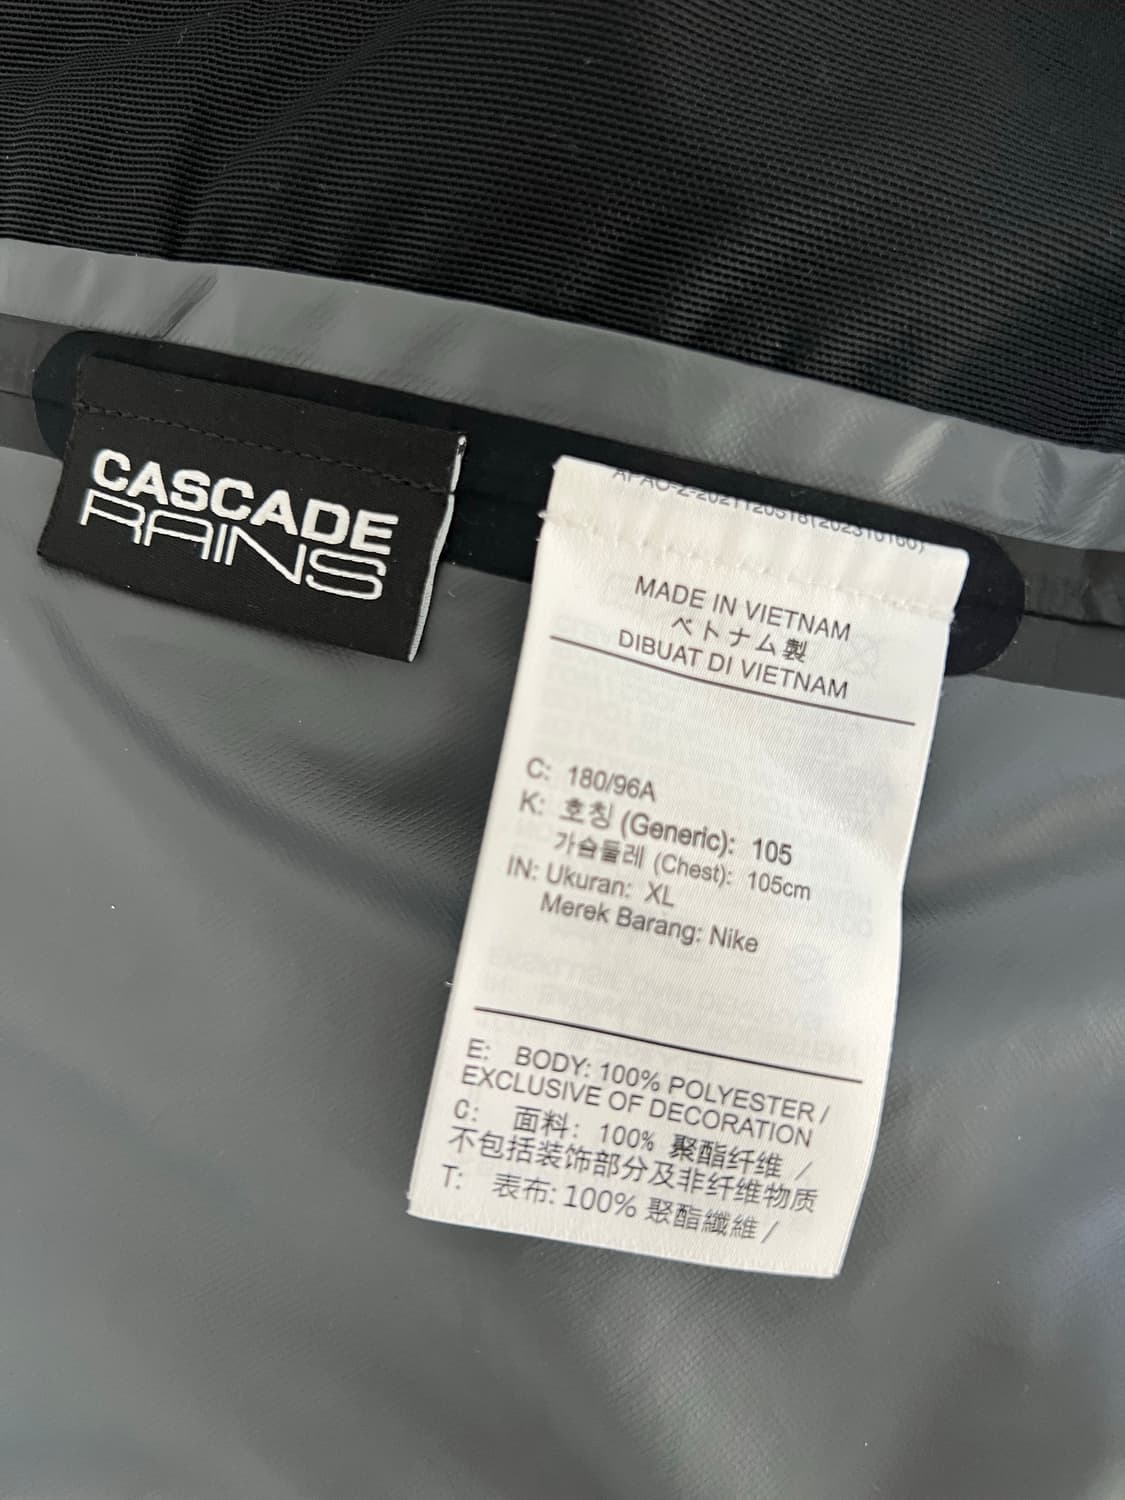 CASCADE
RAINS
MADE IN VIETNAM
ベトナム製
DIBUAT DI VIETNAM
C: 180/96A
K: 호칭 (Generic): 105
가슴둘레 (Chest): 105cm
IN: Ukuran: XL
Merek Barang: Nike
E: BODY: 100% POLYESTER /
EXCLUSIVE OF DECORATION
C: 面料: 100% 聚酯纤维 /
不包括装饰部分及非纤维物质
T: 表布: 100% 聚酯纖維 /